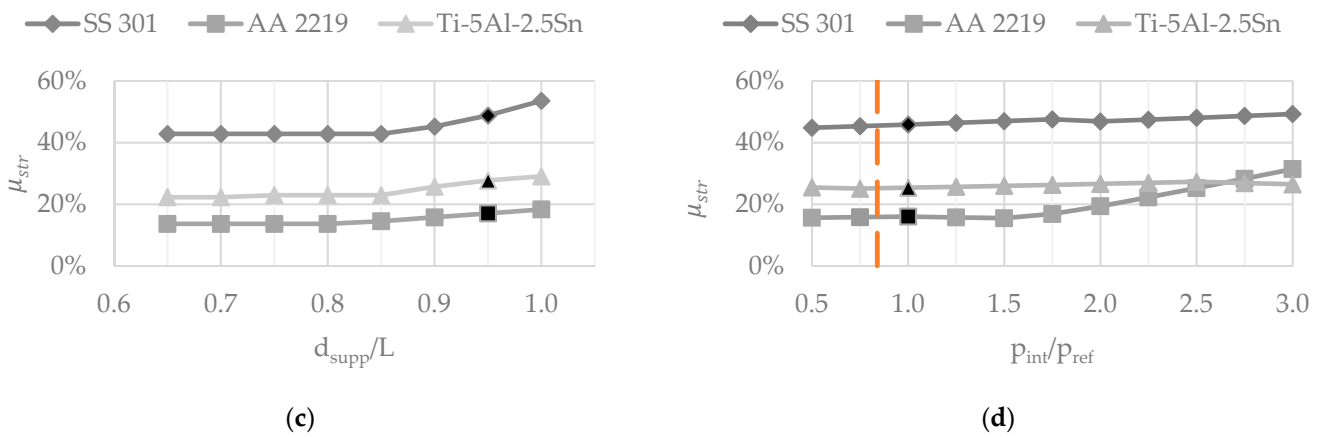 SS 301 AA 2219 Ti-5Al-2.5Sn
60%
40%
20%
0%
μstr
0.6 0.7 0.8 0.9 1.0
dsupp/L
(c)
SS 301 AA 2219 Ti-5Al-2.5Sn
60%
40%
20%
0%
μstr
0.5 1.0 1.5 2.0 2.5 3.0
pint/pref
(d)